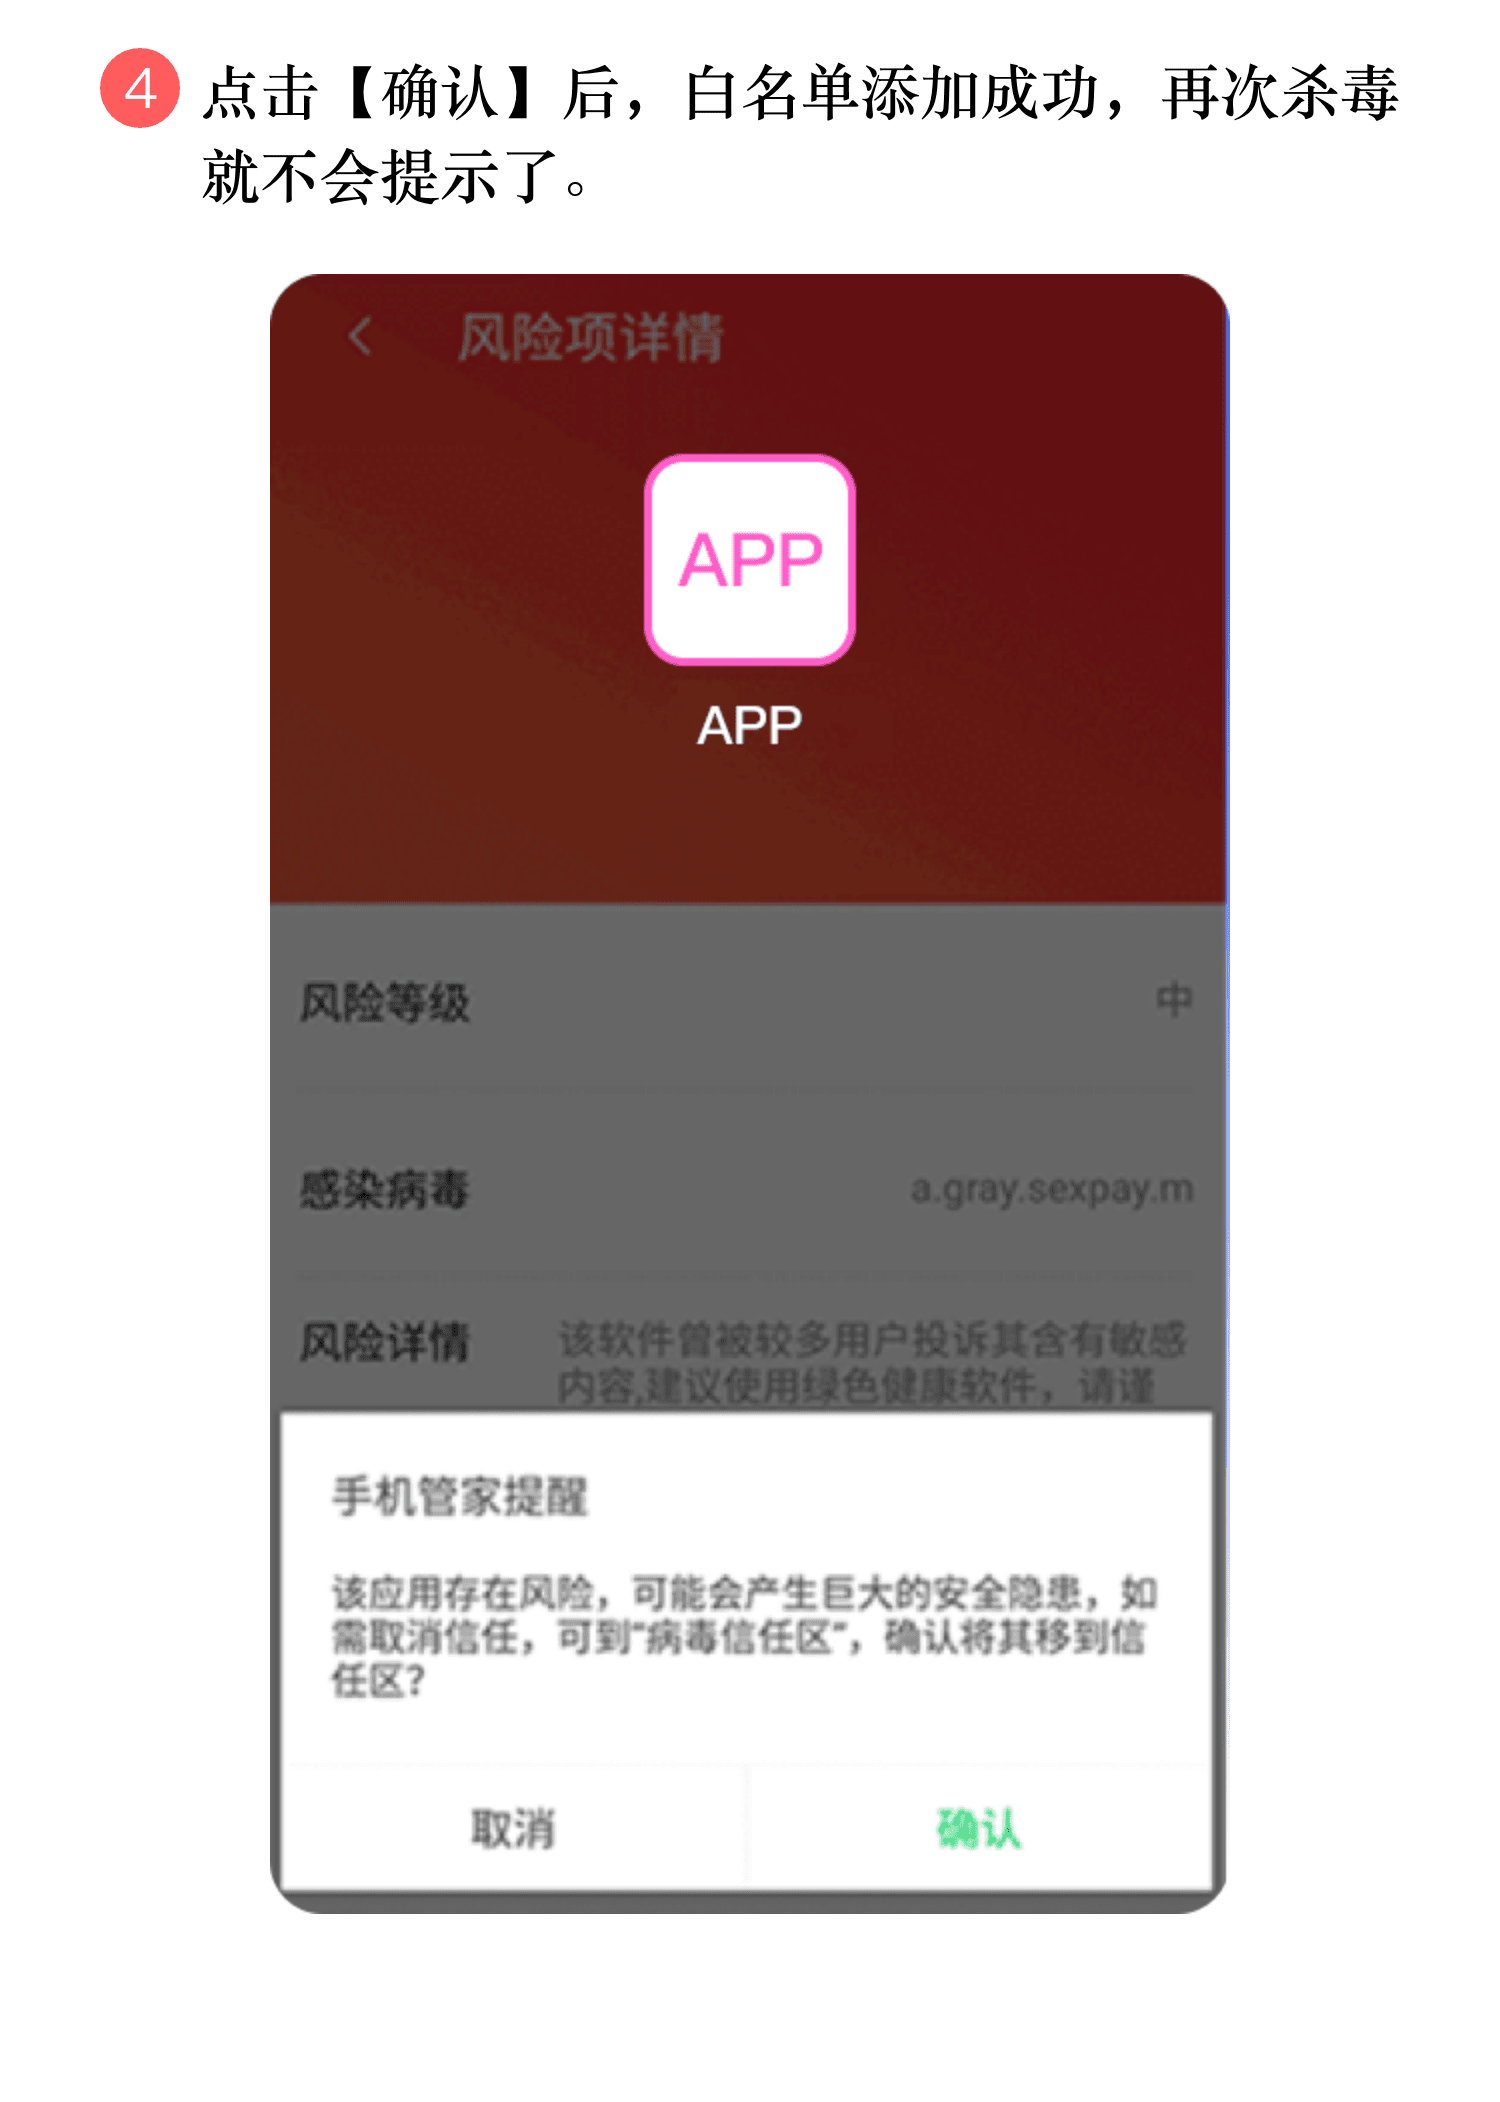 4 点击【确认】后，白名单添加成功，再次杀毒
就不会提示了。
风险项详情
APP
APP
风险等级 中
感染病毒 a.gray.sexpay.m
风险详情 该软件曾被较多用户投诉其含有敏感
内容,建议使用绿色健康软件，请谨
手机管家提醒
该应用存在风险，可能会产生巨大的安全隐患，如
需取消信任，可到“病毒信任区”，确认将其移到信
任区？
取消 确认